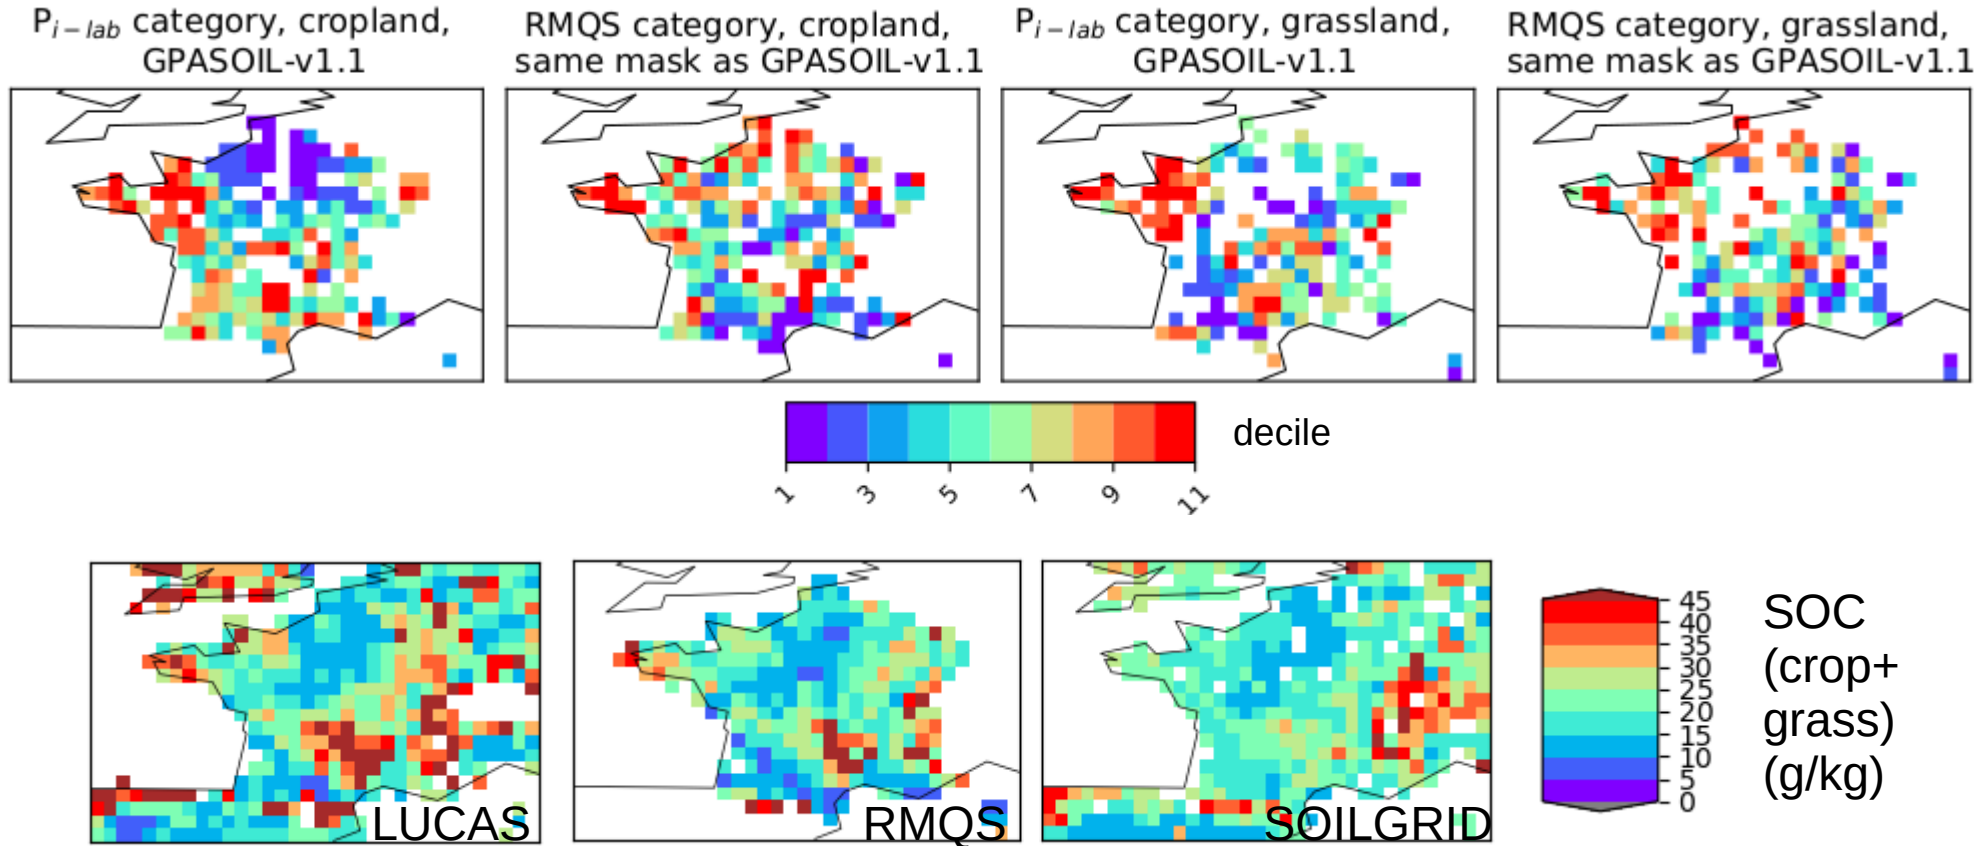 P_{i−lab} category, cropland,
GPASOIL-v1.1
RMQS category, cropland,
same mask as GPASOIL-v1.1
P_{i−lab} category, grassland,
GPASOIL-v1.1
RMQS category, grassland,
same mask as GPASOIL-v1.1
decile
1
3
5
7
9
11
LUCAS
RMQS
SOILGRID
45
40
35
30
25
20
15
10
5
0
SOC
(crop+
grass)
(g/kg)